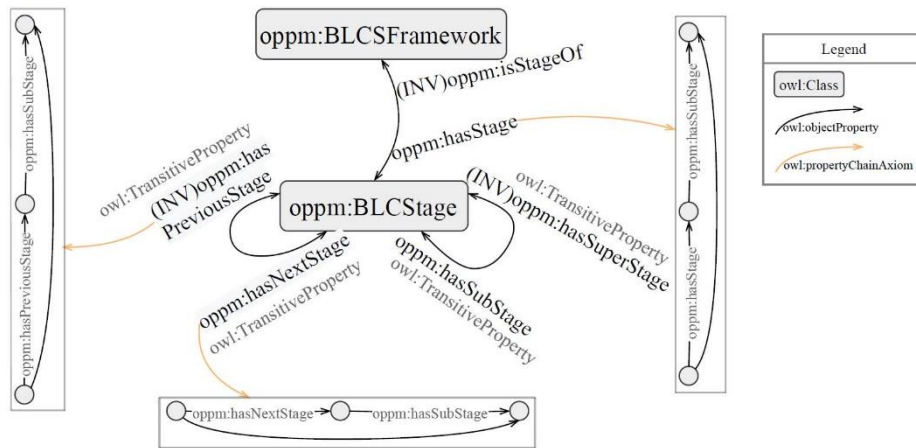 oppm:BLCSFramework
(INV)oppm:isStageOf
oppm:hasStage
Legend
owl:Class
owl:objectProperty
owl:propertyChainAxiom
oppm:hasSubStage
oppm:hasPreviousStage
owl:TransitiveProperty
(INV)oppm:has
PreviousStage
oppm:BLCStage
owl:TransitiveProperty
(INV)oppm:hasSuperStage
oppm:hasSubStage
oppm:hasStage
oppm:hasNextStage
owl:TransitiveProperty
oppm:hasSubStage
owl:TransitiveProperty
oppm:hasNextStage
oppm:hasSubStage